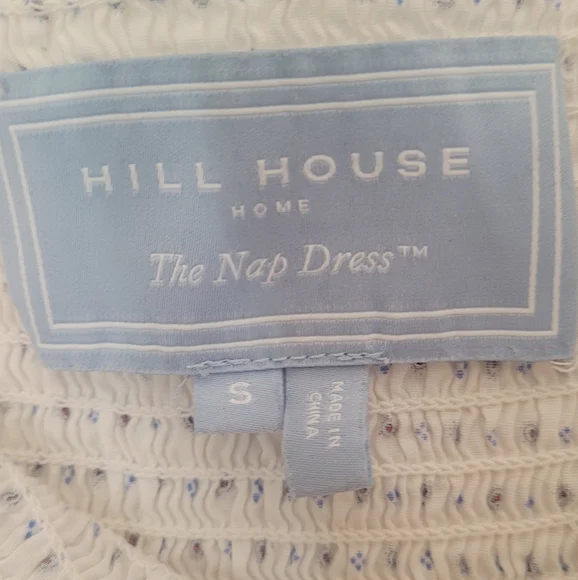 HILL HOUSE
HOME
The Nap Dress™
S
MADE IN
CHINA